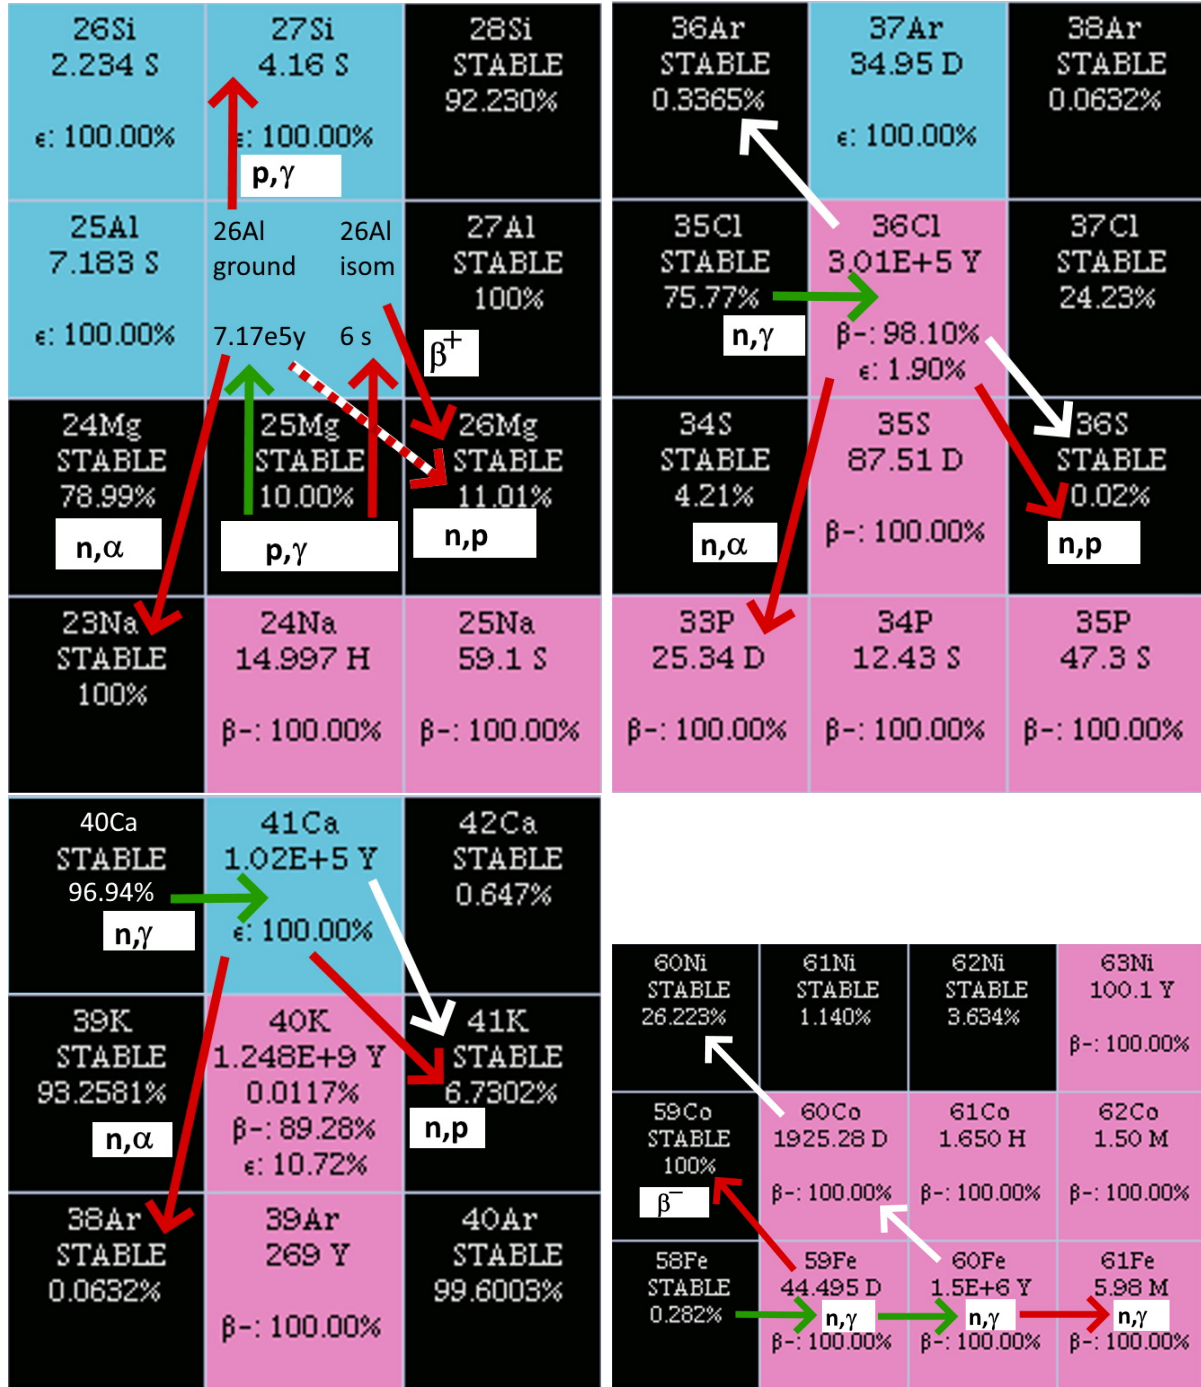 26Si
2.234 S
ϵ: 100.00%
27Si
4.16 S
ϵ: 100.00%
p,γ
28Si
STABLE
92.230%
25Al
7.183 S
ϵ: 100.00%
26Al
ground
7.17e5y
26Al
isom
6 s
27Al
STABLE
100%
β+
24Mg
STABLE
78.99%
n,α
25Mg
STABLE
10.00%
p,γ
26Mg
STABLE
11.01%
n,p
23Na
STABLE
100%
24Na
14.997 H
β-: 100.00%
25Na
59.1 S
β-: 100.00%
36Ar
STABLE
0.3365%
37Ar
34.95 D
ϵ: 100.00%
38Ar
STABLE
0.0632%
35Cl
STABLE
75.77%
n,γ
36Cl
3.01E+5 Y
β-: 98.10%
ϵ: 1.90%
37Cl
STABLE
24.23%
34S
STABLE
4.21%
n,α
35S
87.51 D
β-: 100.00%
36S
STABLE
0.02%
n,p
33P
25.34 D
β-: 100.00%
34P
12.43 S
β-: 100.00%
35P
47.3 S
β-: 100.00%
40Ca
STABLE
96.94%
n,γ
41Ca
1.02E+5 Y
ϵ: 100.00%
42Ca
STABLE
0.647%
39K
STABLE
93.2581%
n,α
40K
1.248E+9 Y
0.0117%
β-: 89.28%
ϵ: 10.72%
41K
STABLE
6.7302%
n,p
38Ar
STABLE
0.0632%
39Ar
269 Y
β-: 100.00%
40Ar
STABLE
99.6003%
60Ni
STABLE
26.223%
61Ni
STABLE
1.140%
62Ni
STABLE
3.634%
63Ni
100.1 Y
β-: 100.00%
59Co
STABLE
100%
β−
60Co
1925.28 D
β-: 100.00%
61Co
1.650 H
β-: 100.00%
62Co
1.50 M
β-: 100.00%
58Fe
STABLE
0.282%
59Fe
44.495 D
n,γ
β-: 100.00%
60Fe
1.5E+6 Y
n,γ
β-: 100.00%
61Fe
5.98 M
n,γ
β-: 100.00%